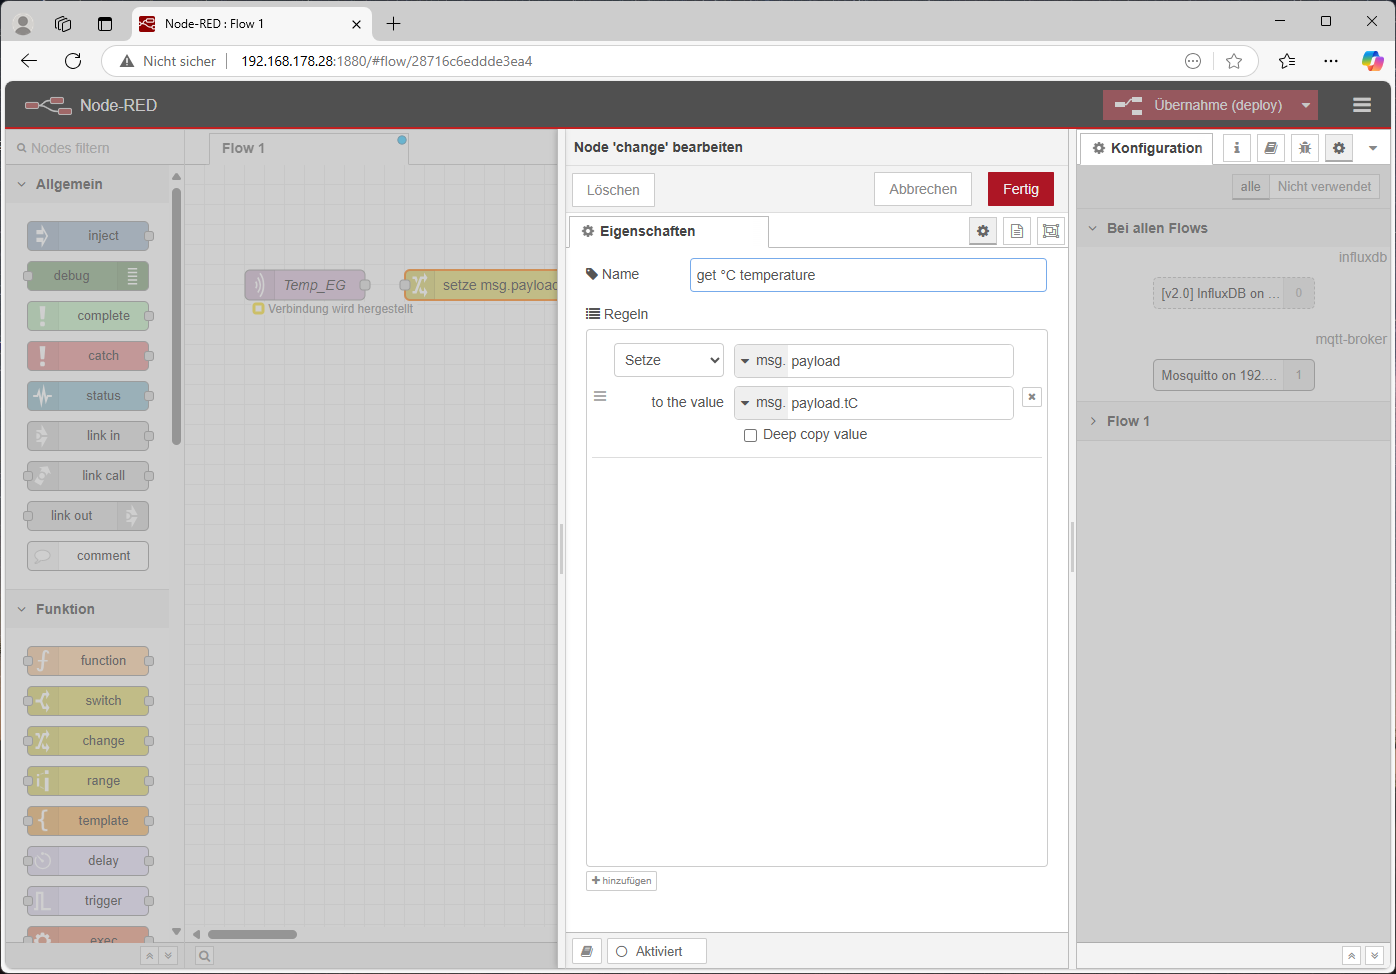 Node-RED : Flow 1
Nicht sicher
192.168.178.28:1880/#flow/28716c6eddde3ea4
Node-RED
Übernahme (deploy)
Nodes filtern
Allgemein
inject
debug
complete
catch
status
link in
link call
link out
comment
Funktion
function
switch
change
range
template
delay
trigger
exec
Flow 1
Temp_EG
Verbindung wird hergestellt
setze msg.payload
Node 'change' bearbeiten
Löschen
Abbrechen
Fertig
Eigenschaften
Name
get °C temperature
Regeln
Setze
msg. payload
to the value
msg. payload.tC
Deep copy value
hinzufügen
Aktiviert
Konfiguration
alle
Nicht verwendet
Bei allen Flows
influxdb
[v2.0] InfluxDB on ... 0
mqtt-broker
Mosquitto on 192.... 1
Flow 1